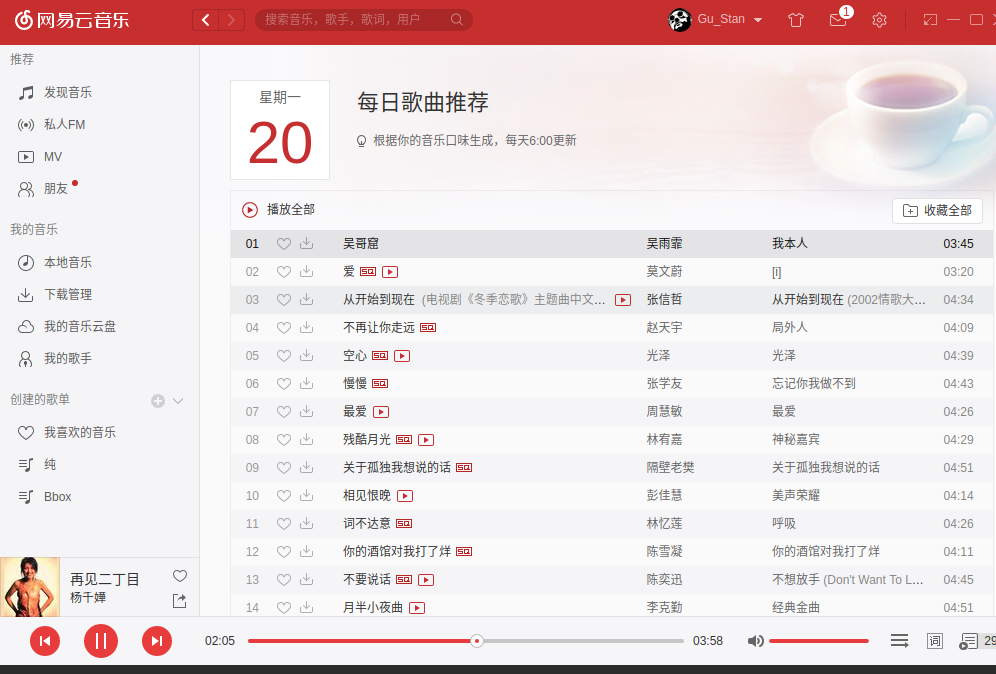 网易云音乐
搜索音乐，歌手，歌词，用户
Gu_Stan
1
推荐
发现音乐
私人FM
MV
朋友
我的音乐
本地音乐
下载管理
我的音乐云盘
我的歌手
创建的歌单
我喜欢的音乐
纯
Bbox
再见二丁目
杨千嬅
星期一
20
每日歌曲推荐
根据你的音乐口味生成，每天6:00更新
播放全部
收藏全部
01 吴哥窟 吴雨霏 我本人 03:45
02 爱 SQ 莫文蔚 [i] 03:20
03 从开始到现在 (电视剧《冬季恋歌》主题曲中文... 张信哲 从开始到现在 (2002情歌大... 04:34
04 不再让你走远 SQ 赵天宇 局外人 04:09
05 空心 SQ 光泽 光泽 04:39
06 慢慢 SQ 张学友 忘记你我做不到 04:43
07 最爱 周慧敏 最爱 04:26
08 残酷月光 SQ 林宥嘉 神秘嘉宾 04:29
09 关于孤独我想说的话 SQ 隔壁老樊 关于孤独我想说的话 04:51
10 相见恨晚 彭佳慧 美声荣耀 04:14
11 词不达意 SQ 林忆莲 呼吸 04:26
12 你的酒馆对我打了烊 SQ 陈雪凝 你的酒馆对我打了烊 04:11
13 不要说话 SQ 陈奕迅 不想放手 (Don't Want To L... 04:45
14 月半小夜曲 李克勤 经典金曲 04:51
02:05
03:58
词
29